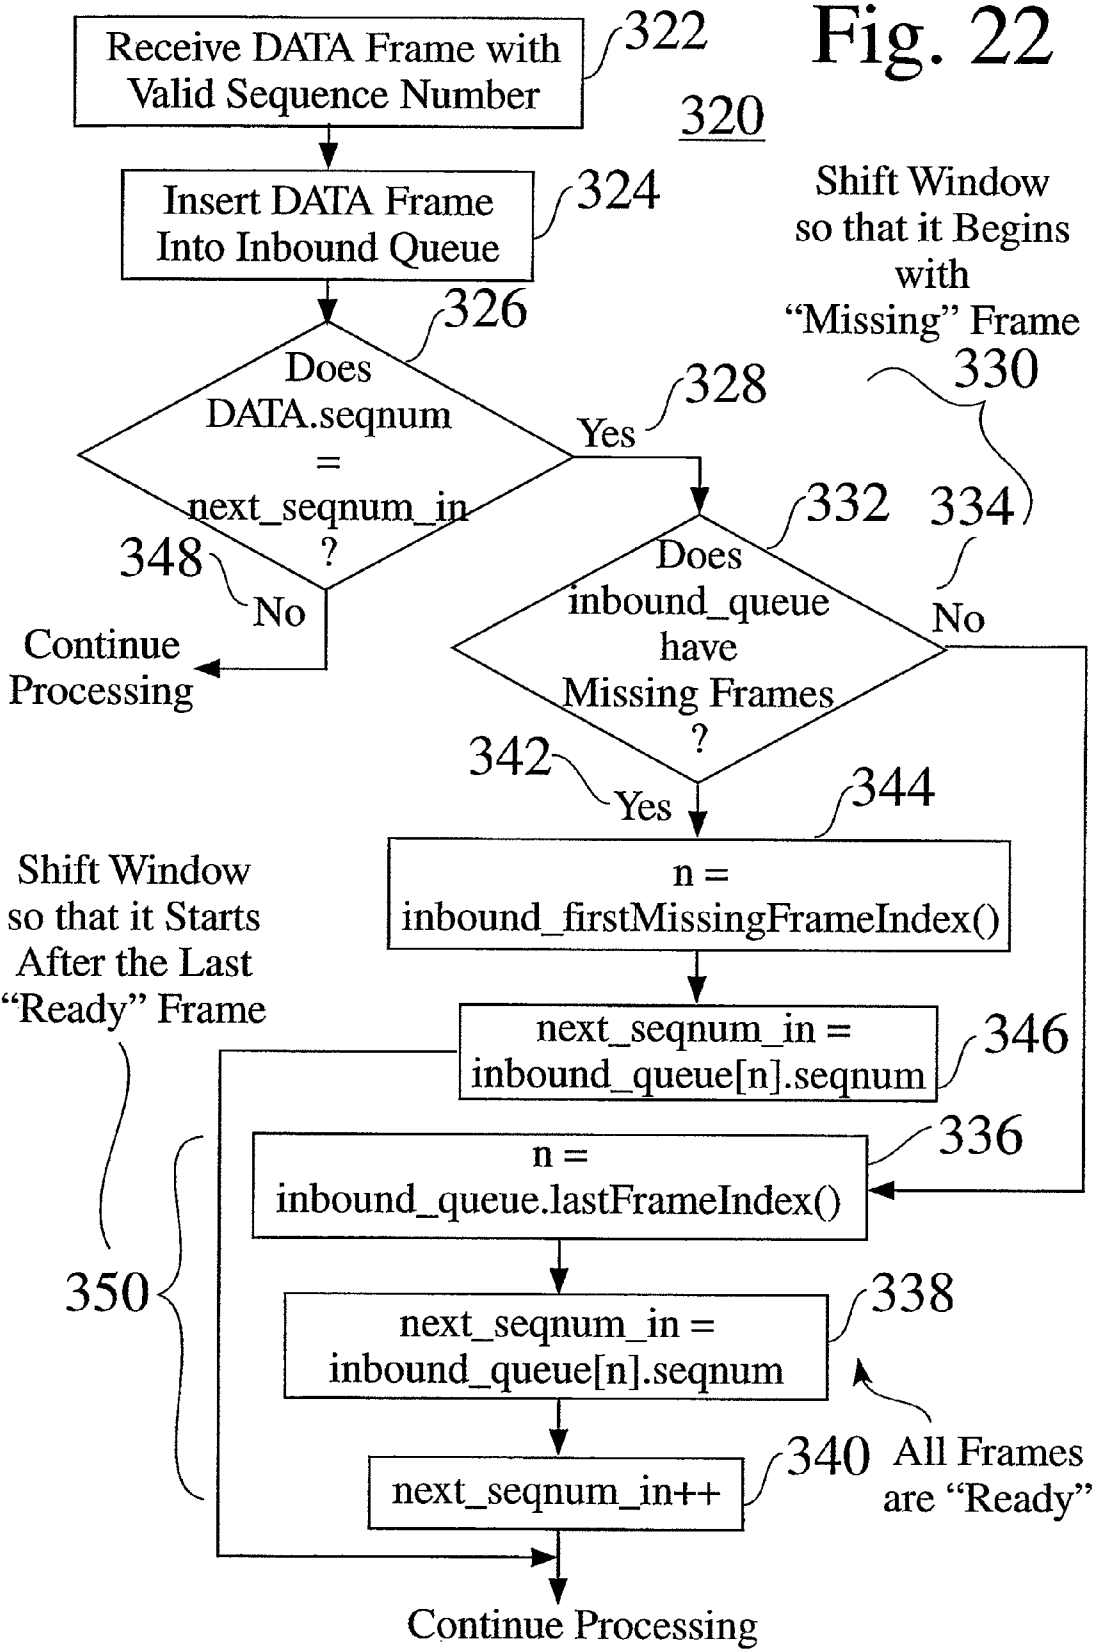 Fig. 22
320
Receive DATA Frame with
Valid Sequence Number
322
Insert DATA Frame
Into Inbound Queue
324
Shift Window
so that it Begins
with
“Missing” Frame
330
326
Does
DATA.seqnum
=
next_seqnum_in
?
Yes
328
348
No
Continue
Processing
332
334
Does
inbound_queue
have
Missing Frames
?
No
342
Yes
344
n =
inbound_firstMissingFrameIndex()
Shift Window
so that it Starts
After the Last
“Ready” Frame
next_seqnum_in =
inbound_queue[n].seqnum
346
336
n =
inbound_queue.lastFrameIndex()
350
338
next_seqnum_in =
inbound_queue[n].seqnum
340
All Frames
are “Ready”
next_seqnum_in++
Continue Processing